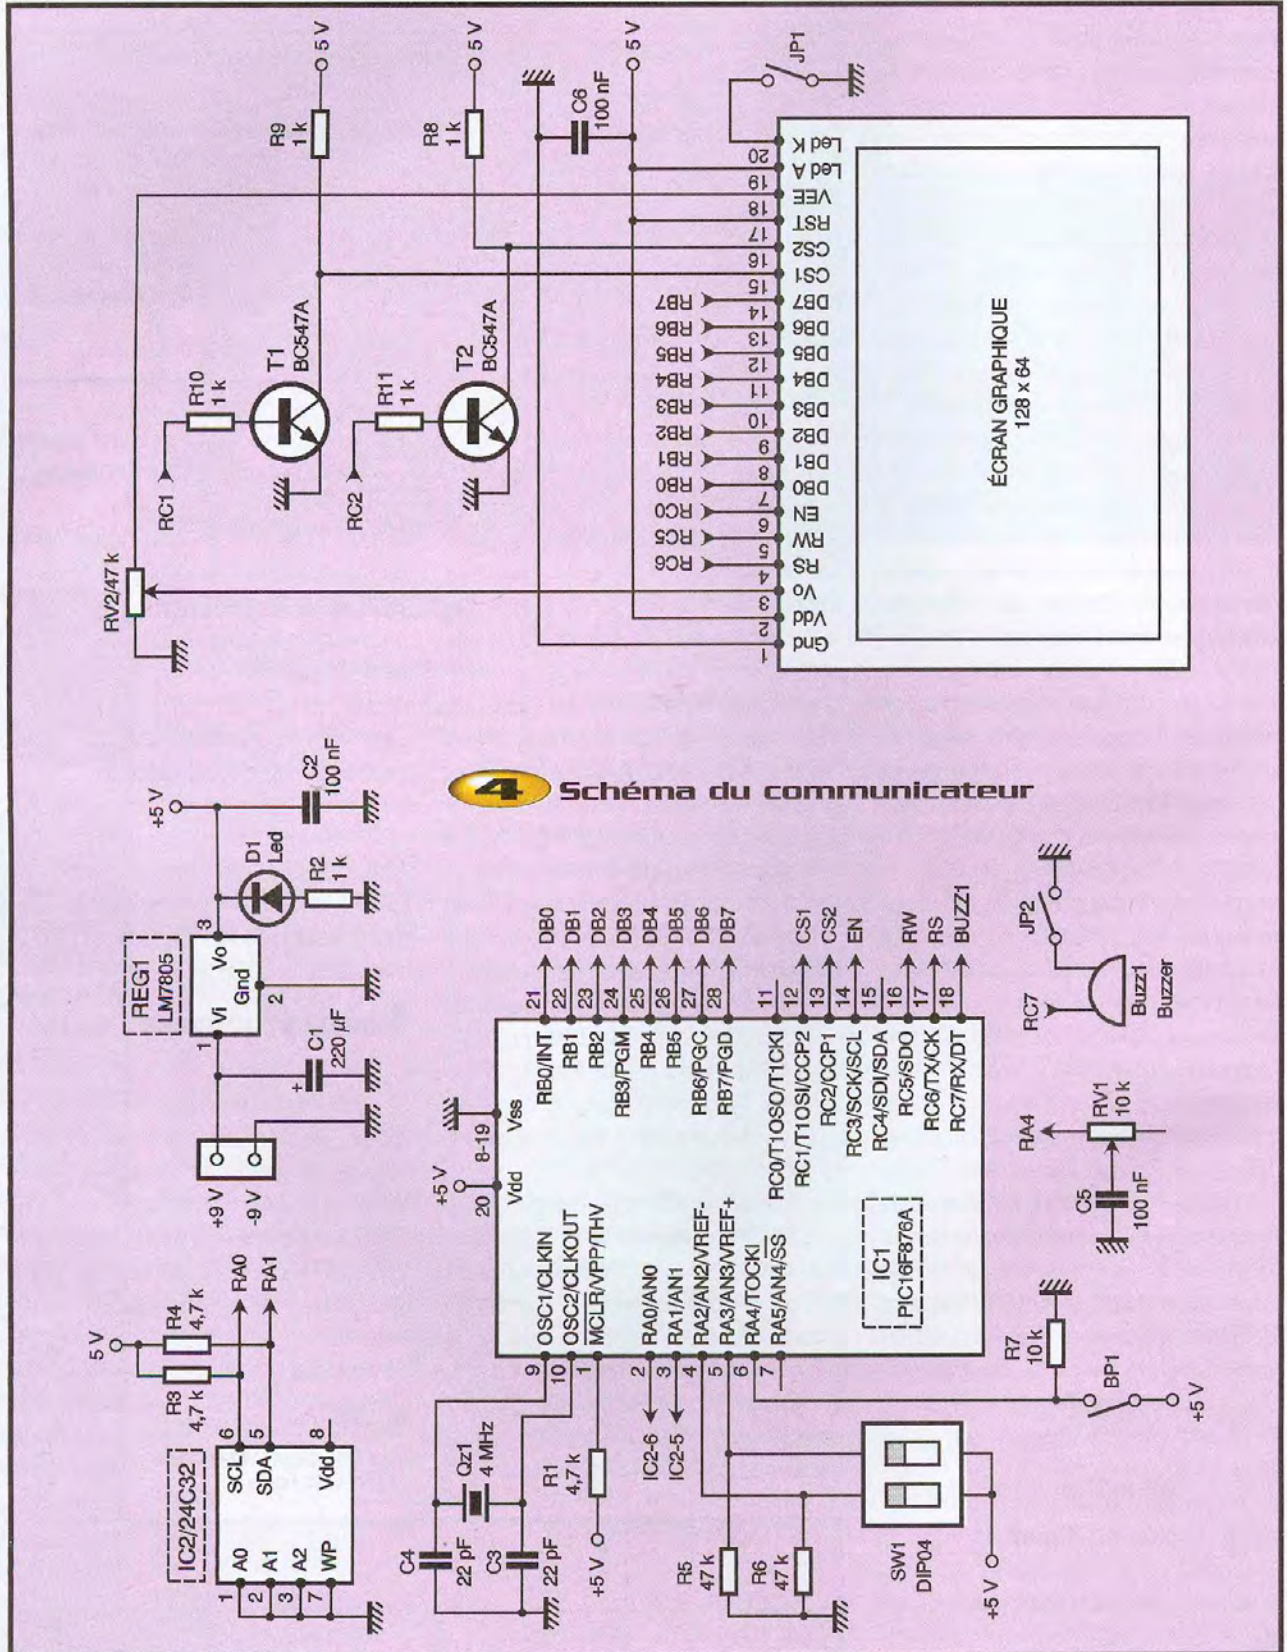 4 Schéma du communicateur
IC2/24C32
1
2
3
7
A0
A1
A2
WP
SCL
SDA
Vdd
6
5
8
R3
4,7 k
R4
4,7 k
5 V
RA0
RA1
+9 V
-9 V
REG1
LM7805
1
Vi
Vo
3
Gnd
2
+
C1
220 µF
D1
Led
R2
1 k
+5 V
C2
100 nF
C4
22 pF
C3
22 pF
Qz1
4 MHz
R1
4,7 k
+5 V
IC2-6
IC2-5
R5
47 k
R6
47 k
SW1
DIP04
+5 V
R7
10 k
BP1
+5 V
+5 V
20
Vdd
8-19
Vss
9
10
1
2
3
4
5
6
7
OSC1/CLKIN
OSC2/CLKOUT
MCLR/VPP/THV
RA0/AN0
RA1/AN1
RA2/AN2/VREF-
RA3/AN3/VREF+
RA4/TOCKI
RA5/AN4/SS
IC1
PIC16F876A
RB0/INT 21 DB0
RB1 22 DB1
RB2 23 DB2
RB3/PGM 24 DB3
RB4 25 DB4
RB5 26 DB5
RB6/PGC 27 DB6
RB7/PGD 28 DB7
RC0/T1OSO/T1CKI 11
RC1/T1OSI/CCP2 12 CS1
RC2/CCP1 13 CS2
RC3/SCK/SCL 14 EN
RC4/SDI/SDA 15
RC5/SDO 16 RW
RC6/TX/CK 17 RS
RC7/RX/DT 18 BUZZ1
RA4
C5
100 nF
RV1
10 k
RC7
Buzz1
Buzzer
JP2
RV2/47 k
RC1
R10
1 k
T1
BC547A
R9
1 k
5 V
RC2
R11
1 k
T2
BC547A
R8
1 k
5 V
C6
100 nF
5 V
JP1
1 Gnd
2 Vdd
3 Vo
4 RS RC6
5 RW RC5
6 EN RC0
7 DB0 RB0
8 DB1 RB1
9 DB2 RB2
10 DB3 RB3
11 DB4 RB4
12 DB5 RB5
13 DB6 RB6
14 DB7 RB7
15 CS1
16 CS2
17 RST
18 VEE
19 Led A
20 Led K
ÉCRAN GRAPHIQUE
128 x 64